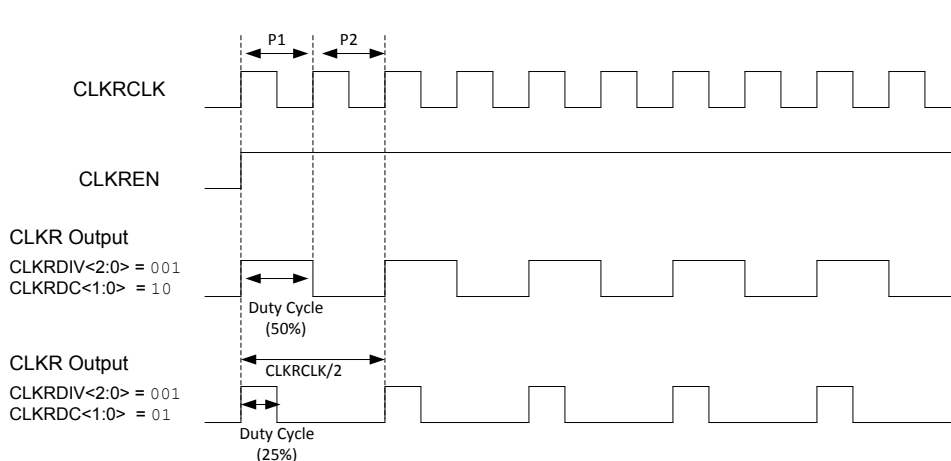 P1 P2
CLKRCLK
CLKREN
CLKR Output
CLKRDIV<2:0> = 001
CLKRDC<1:0> = 10
Duty Cycle
(50%)
CLKR Output
CLKRCLK/2
CLKRDIV<2:0> = 001
CLKRDC<1:0> = 01
Duty Cycle
(25%)